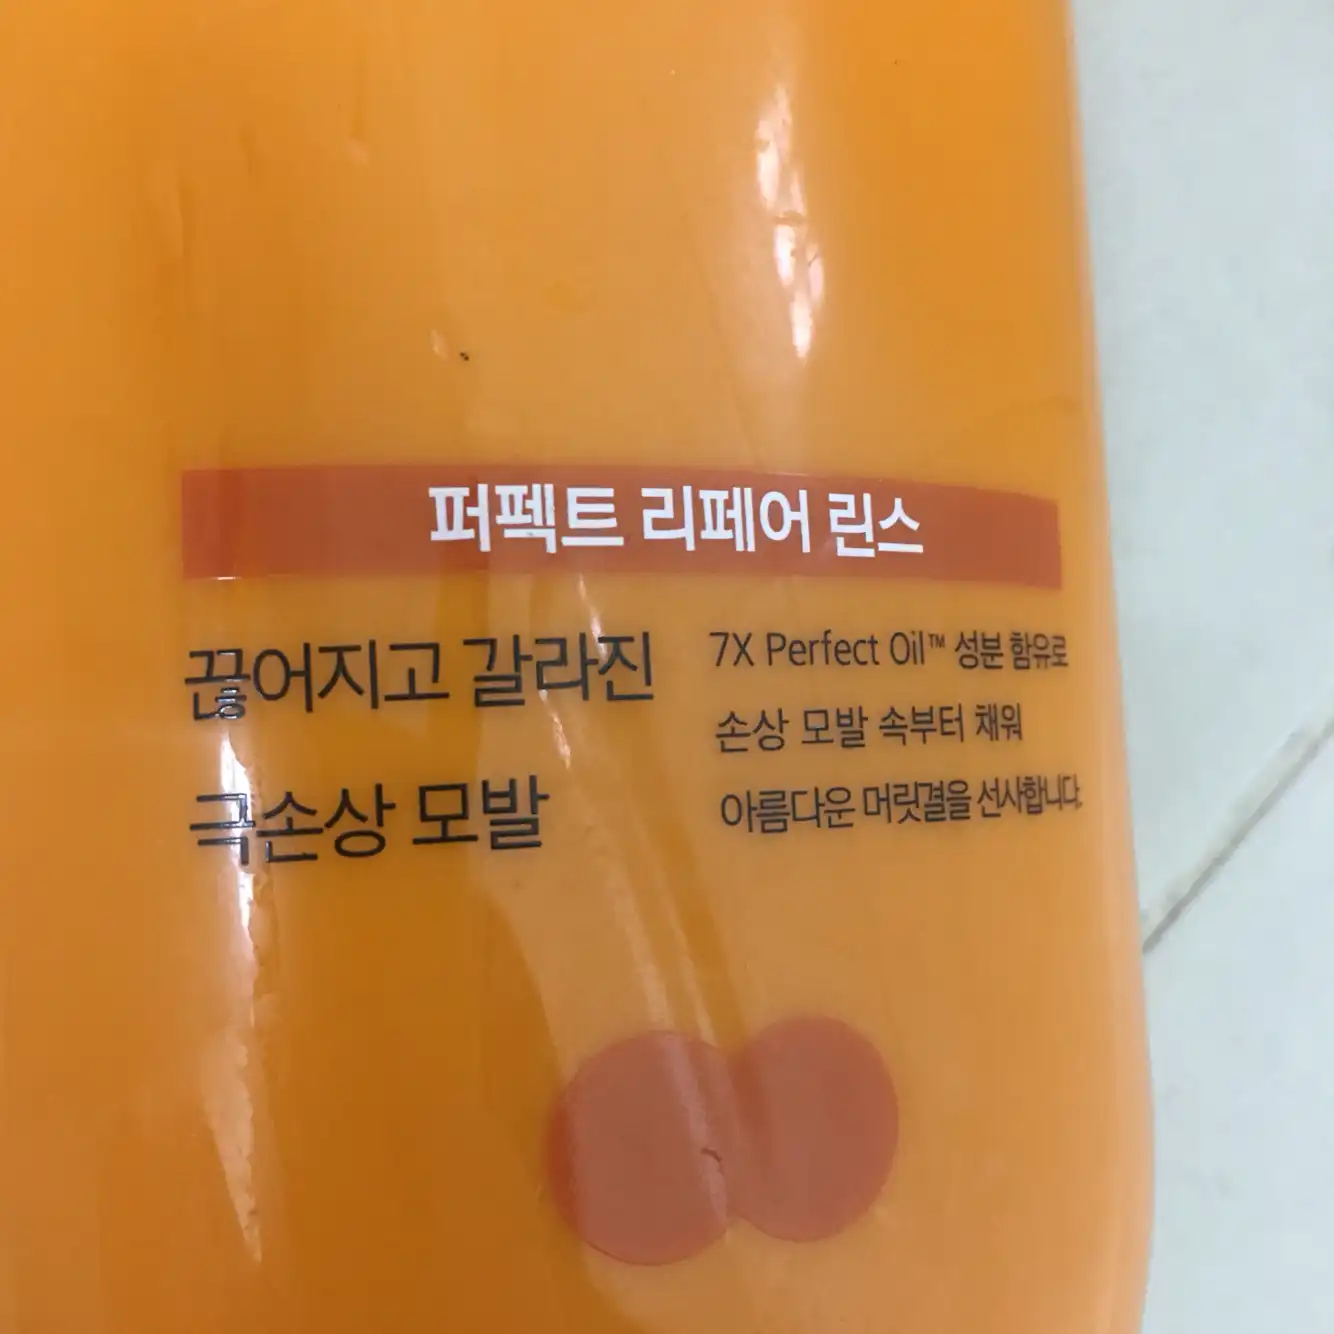 퍼펙트 리페어 린스
끊어지고 갈라진
극손상 모발
7X Perfect Oil™ 성분 함유로
손상 모발 속부터 채워
아름다운 머릿결을 선사합니다.